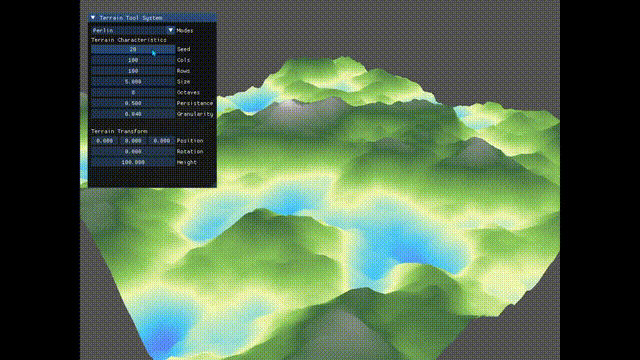 Terrain Tool System
Perlin Modes
Terrain Characteristics
20 Seed
100 Cols
100 Rows
5.000 Size
8 Octaves
0.500 Persistance
0.040 Granularity
Terrain Transform
0.000 0.000 0.000 Position
0.000 Rotation
100.000 Height